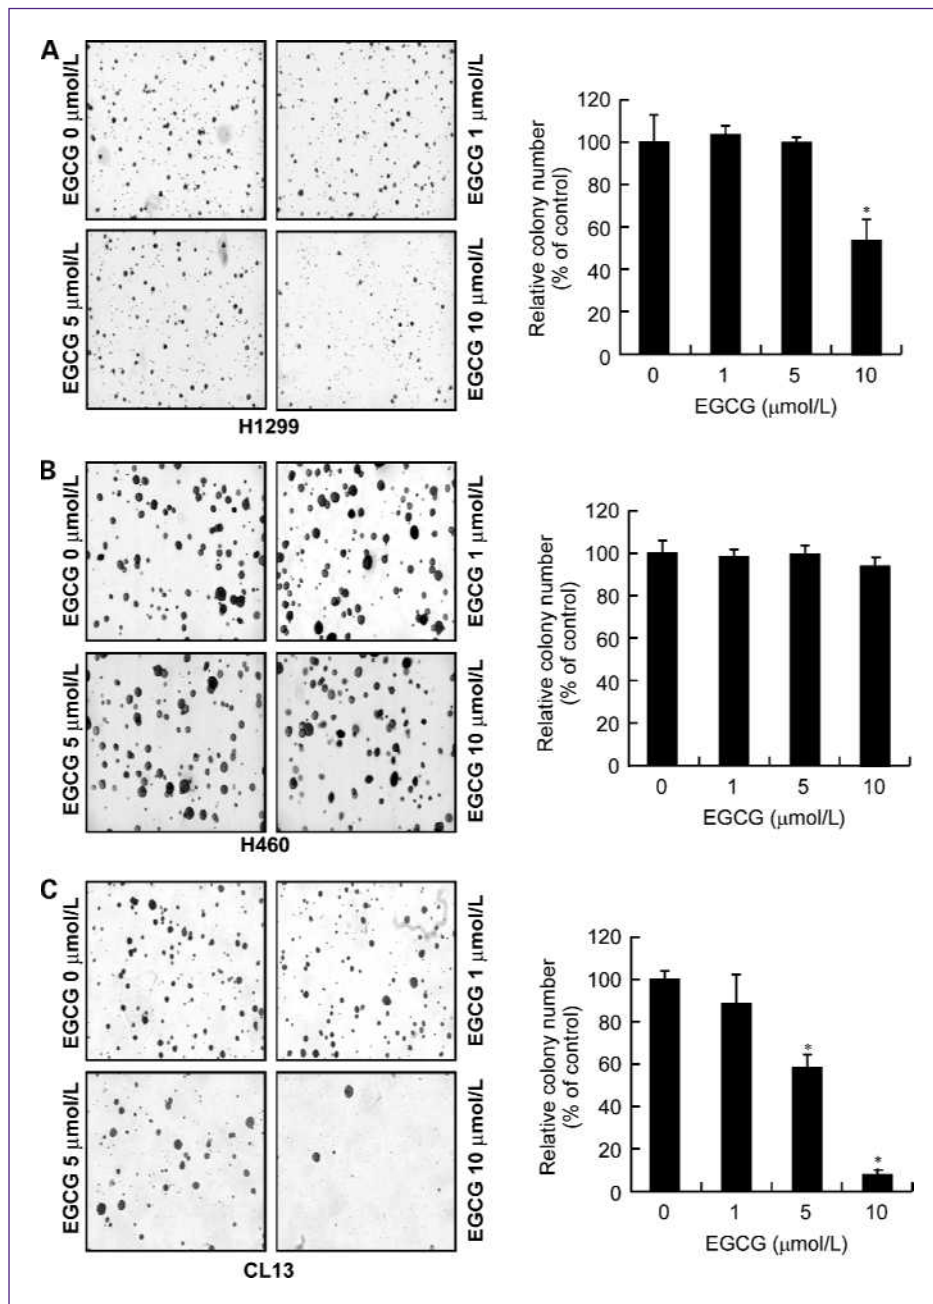 A
EGCG 0 μmol/L
EGCG 1 μmol/L
EGCG 5 μmol/L
EGCG 10 μmol/L
H1299
Relative colony number
(% of control)
120
100
80
60
40
20
0
*
0 1 5 10
EGCG (μmol/L)
B
EGCG 0 μmol/L
EGCG 1 μmol/L
EGCG 5 μmol/L
EGCG 10 μmol/L
H460
Relative colony number
(% of control)
120
100
80
60
40
20
0
0 1 5 10
EGCG (μmol/L)
C
EGCG 0 μmol/L
EGCG 1 μmol/L
EGCG 5 μmol/L
EGCG 10 μmol/L
CL13
Relative colony number
(% of control)
120
100
80
60
40
20
0
*
*
0 1 5 10
EGCG (μmol/L)